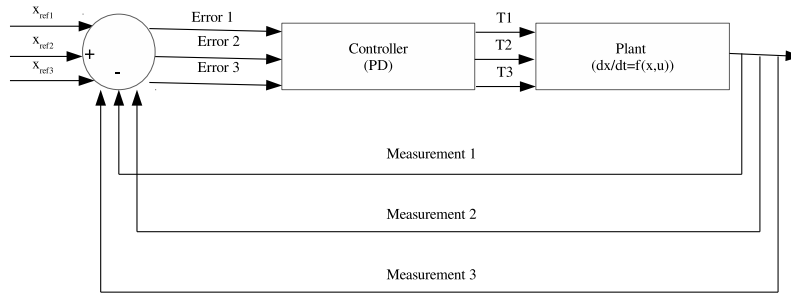 x_ref1
x_ref2
x_ref3
+
-
Error 1
Error 2
Error 3
Controller
(PD)
T1
T2
T3
Plant
(dx/dt=f(x,u))
Measurement 1
Measurement 2
Measurement 3